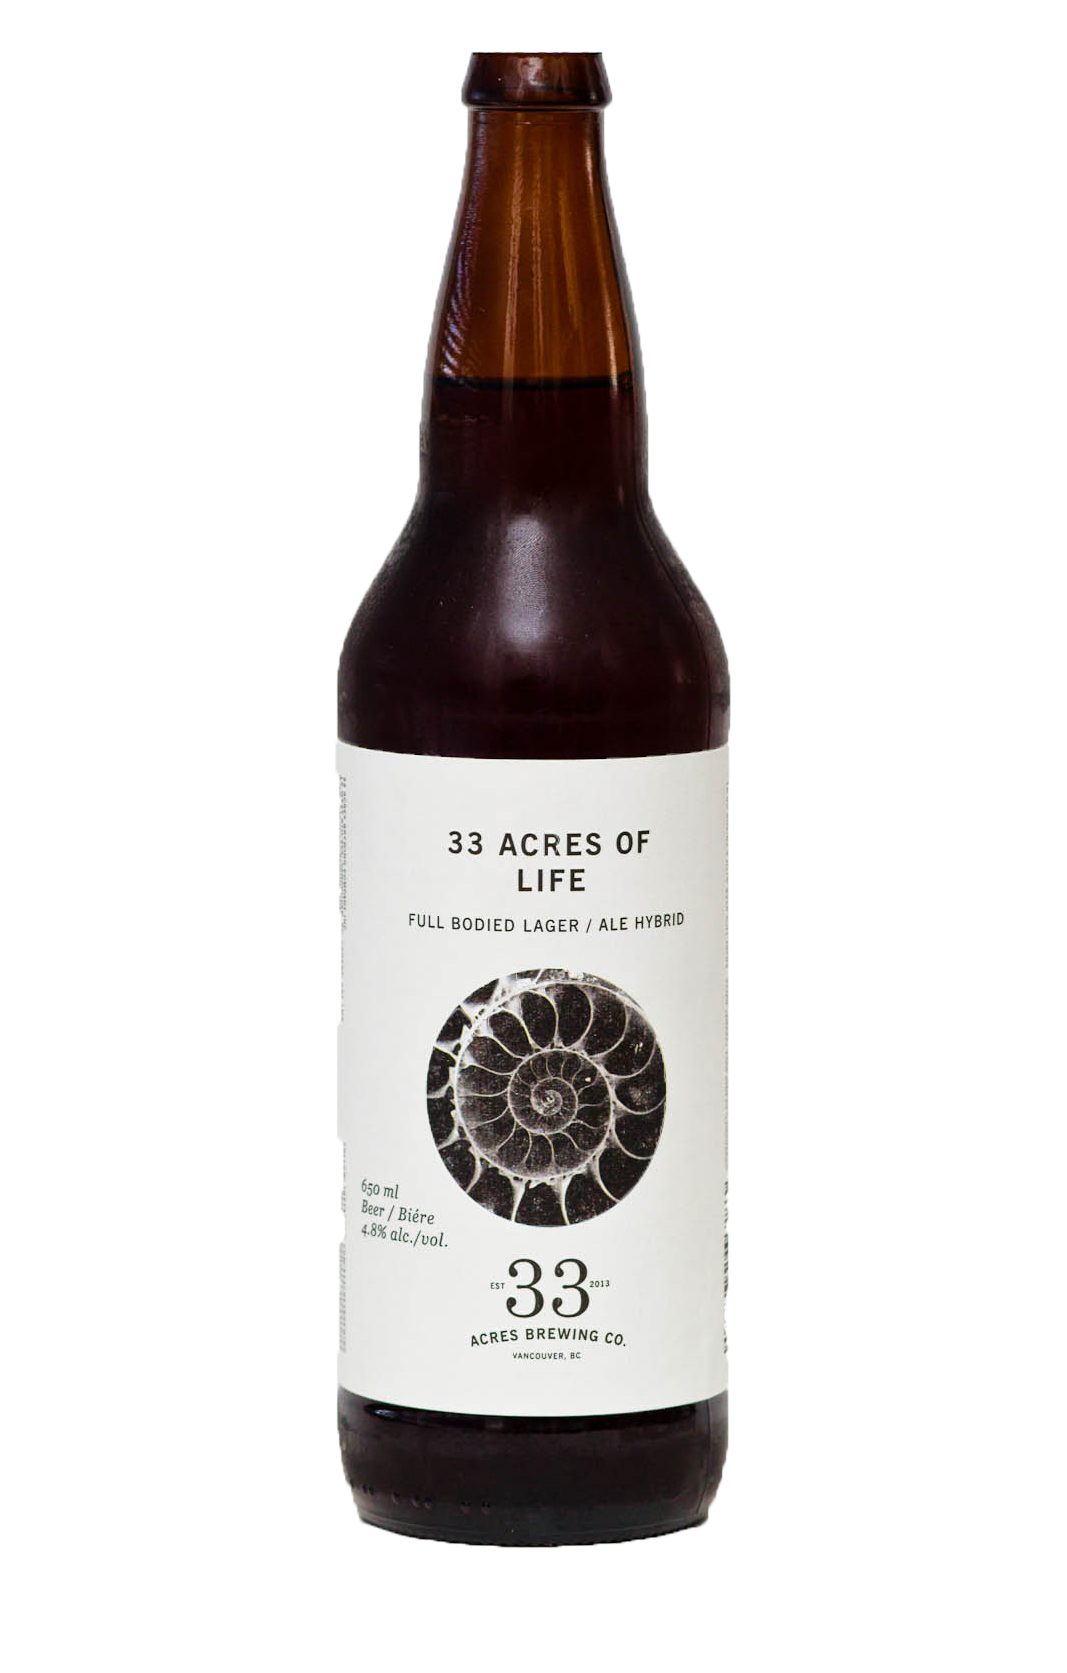 33 ACRES OF
LIFE
FULL BODIED LAGER / ALE HYBRID
650 ml
Beer / Biére
4.8% alc./vol.
EST 33 2013
ACRES BREWING CO.
VANCOUVER, BC